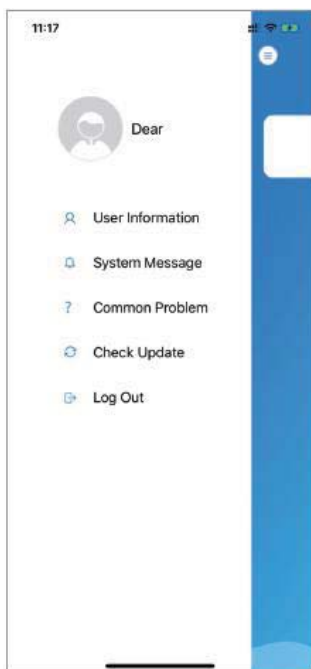 11:17
Dear
User Information
System Message
? Common Problem
Check Update
Log Out